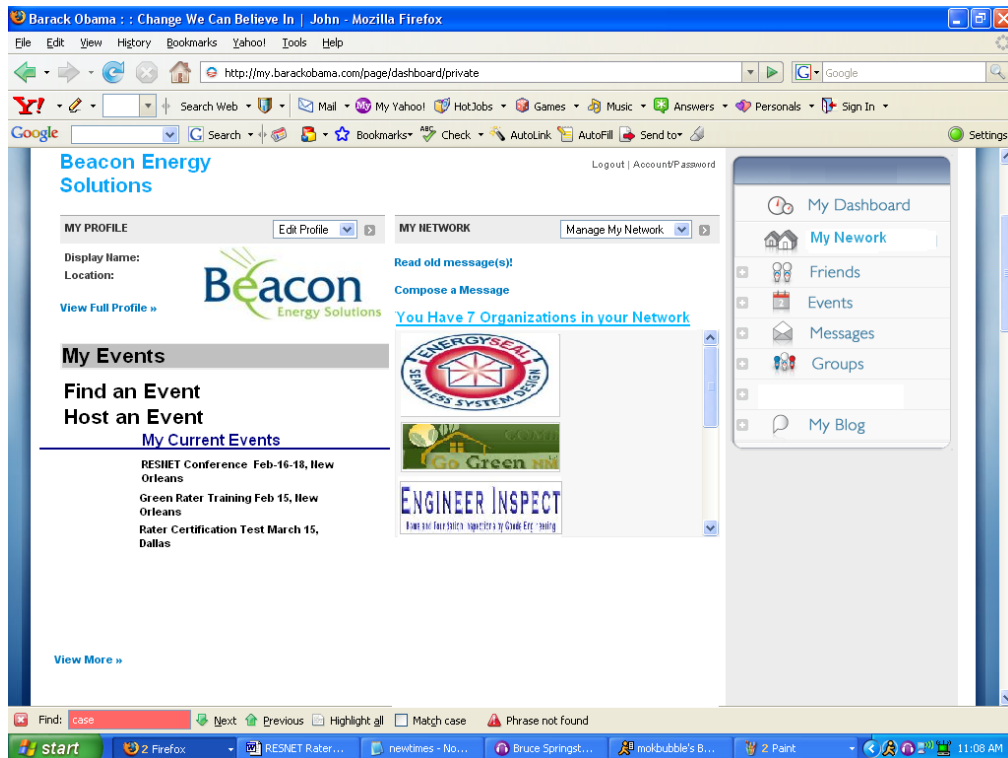 Barack Obama : : Change We Can Believe In | John - Mozilla Firefox
File Edit View History Bookmarks Yahoo! Tools Help
http://my.barackobama.com/page/dashboard/private
G Google
Y! Search Web Mail My Yahoo! HotJobs Games Music Answers Personals Sign In
Google G Search Bookmarks ABC Check AutoLink AutoFill Send to Settings
Beacon Energy
Solutions
Logout | Account/Password
MY PROFILE
Edit Profile
Display Name:
Location:
View Full Profile »
Beacon
Energy Solutions
My Events
Find an Event
Host an Event
My Current Events
RESNET Conference Feb-16-18, New
Orleans
Green Rater Training Feb 15, New
Orleans
Rater Certification Test March 15,
Dallas
View More »
MY NETWORK
Manage My Network
Read old message(s)!
Compose a Message
You Have 7 Organizations in your Network
ENERGYSEAL
SEAMLESS SYSTEM DESIGN
Go Green NM
ENGINEER INSPECT
Home and Foundation Inspections by
My Dashboard
My Nework
Friends
Events
Messages
Groups
My Blog
Find: case Next Previous Highlight all Match case Phrase not found
start 2 Firefox RESNET Rater... newtimes - No... Bruce Springst... mokbubble's B... 2 Paint 11:08 AM